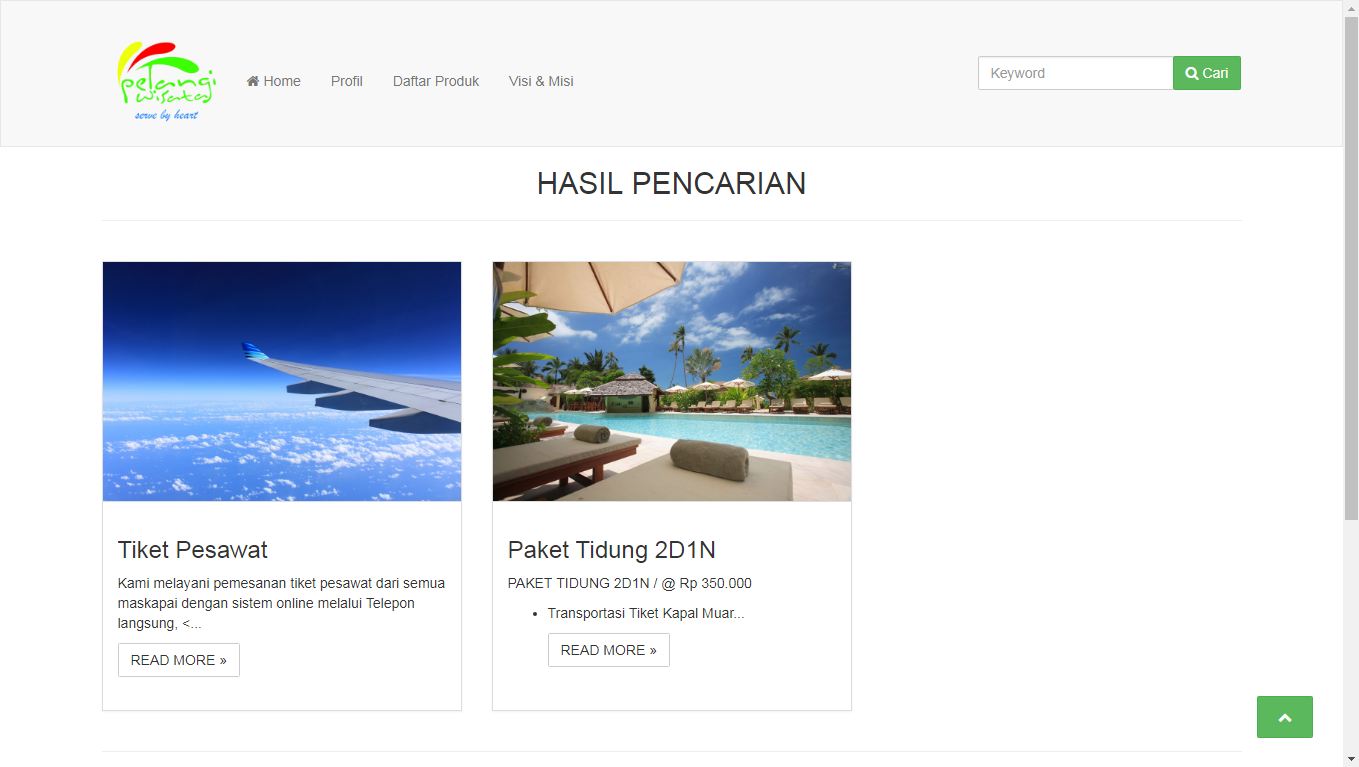 pelangi
wisata
serve by heart
Home
Profil
Daftar Produk
Visi & Misi
Keyword
Cari
HASIL PENCARIAN
Tiket Pesawat
Kami melayani pemesanan tiket pesawat dari semua
maskapai dengan sistem online melalui Telepon
langsung, <...
READ MORE »
Paket Tidung 2D1N
PAKET TIDUNG 2D1N / @ Rp 350.000
• Transportasi Tiket Kapal Muar...
READ MORE »